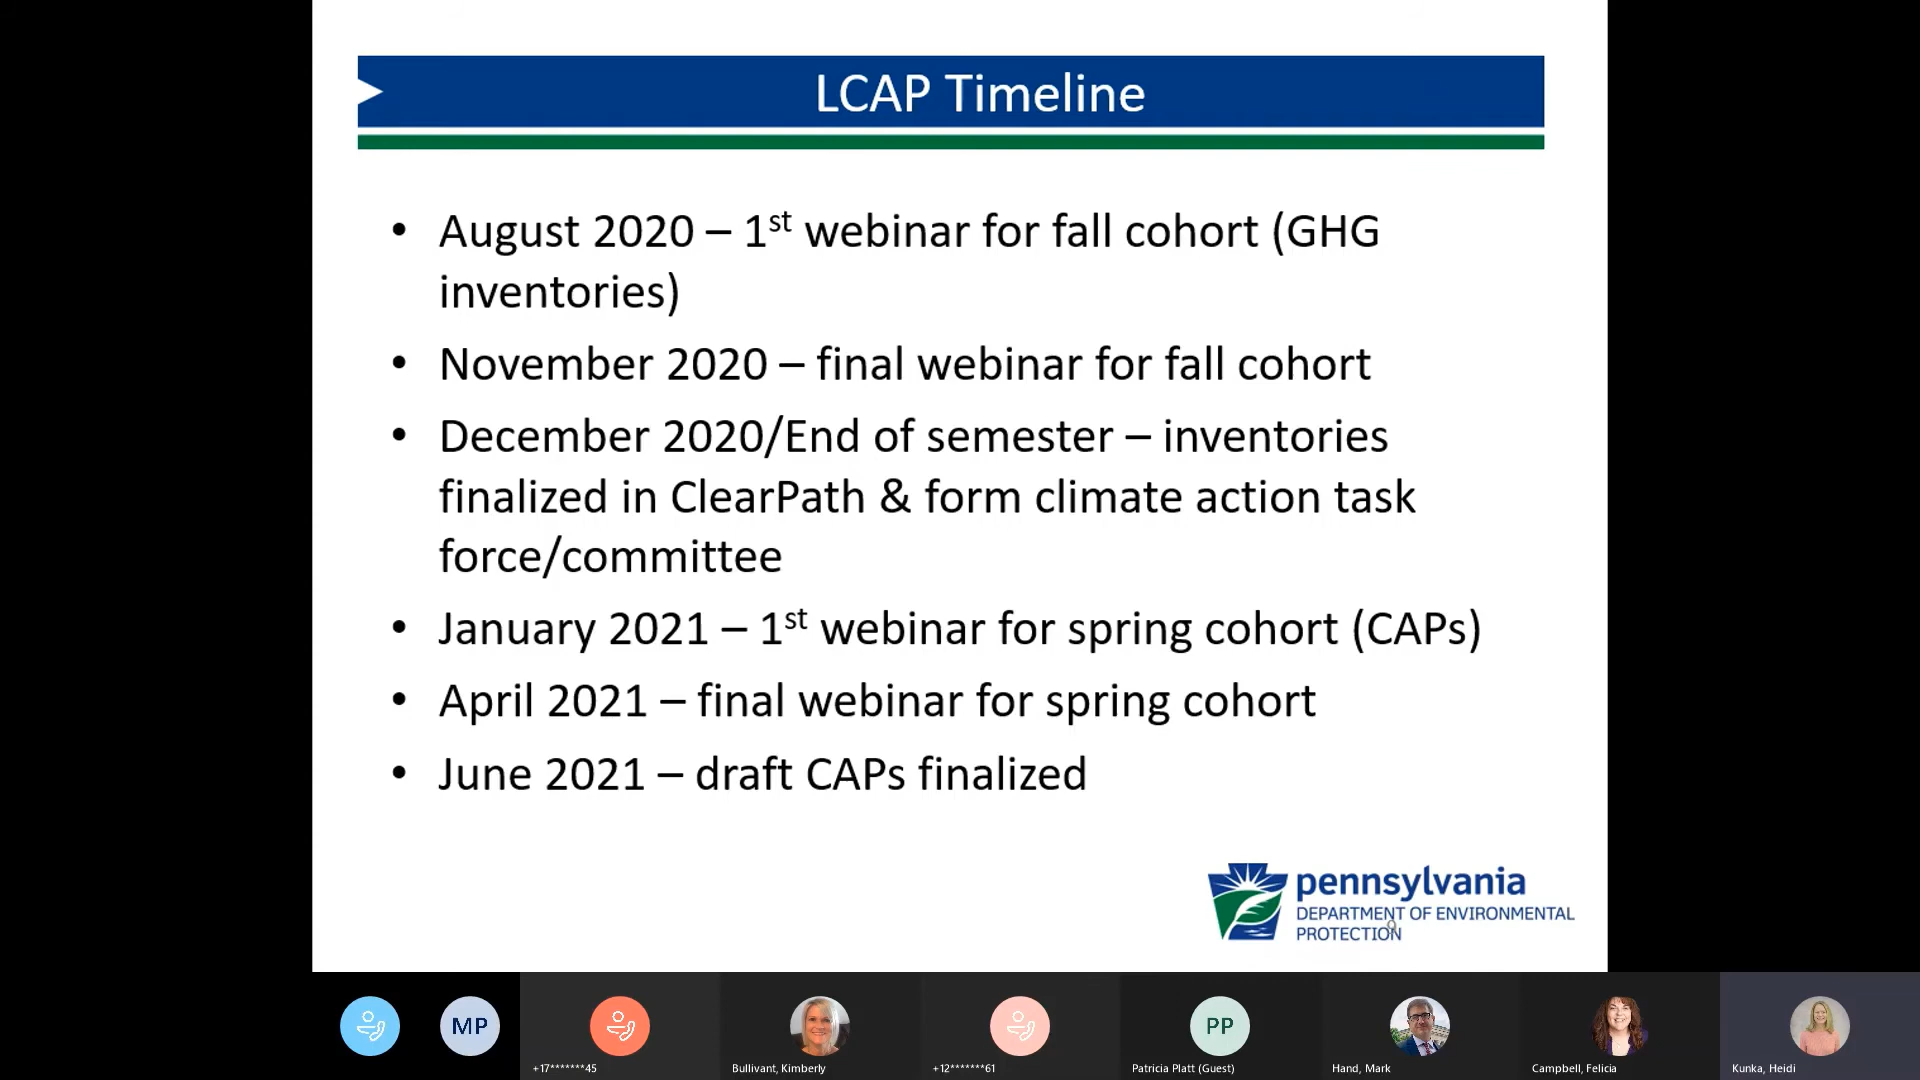 LCAP Timeline
• August 2020 – 1st webinar for fall cohort (GHG
inventories)
• November 2020 – final webinar for fall cohort
• December 2020/End of semester – inventories
finalized in ClearPath & form climate action task
force/committee
• January 2021 – 1st webinar for spring cohort (CAPs)
• April 2021 – final webinar for spring cohort
• June 2021 – draft CAPs finalized
pennsylvania
DEPARTMENT OF ENVIRONMENTAL
PROTECTION
9
MP
PP
+17*******45
Bullivant, Kimberly
+12*******61
Patricia Platt (Guest)
Hand, Mark
Campbell, Felicia
Kunka, Heidi